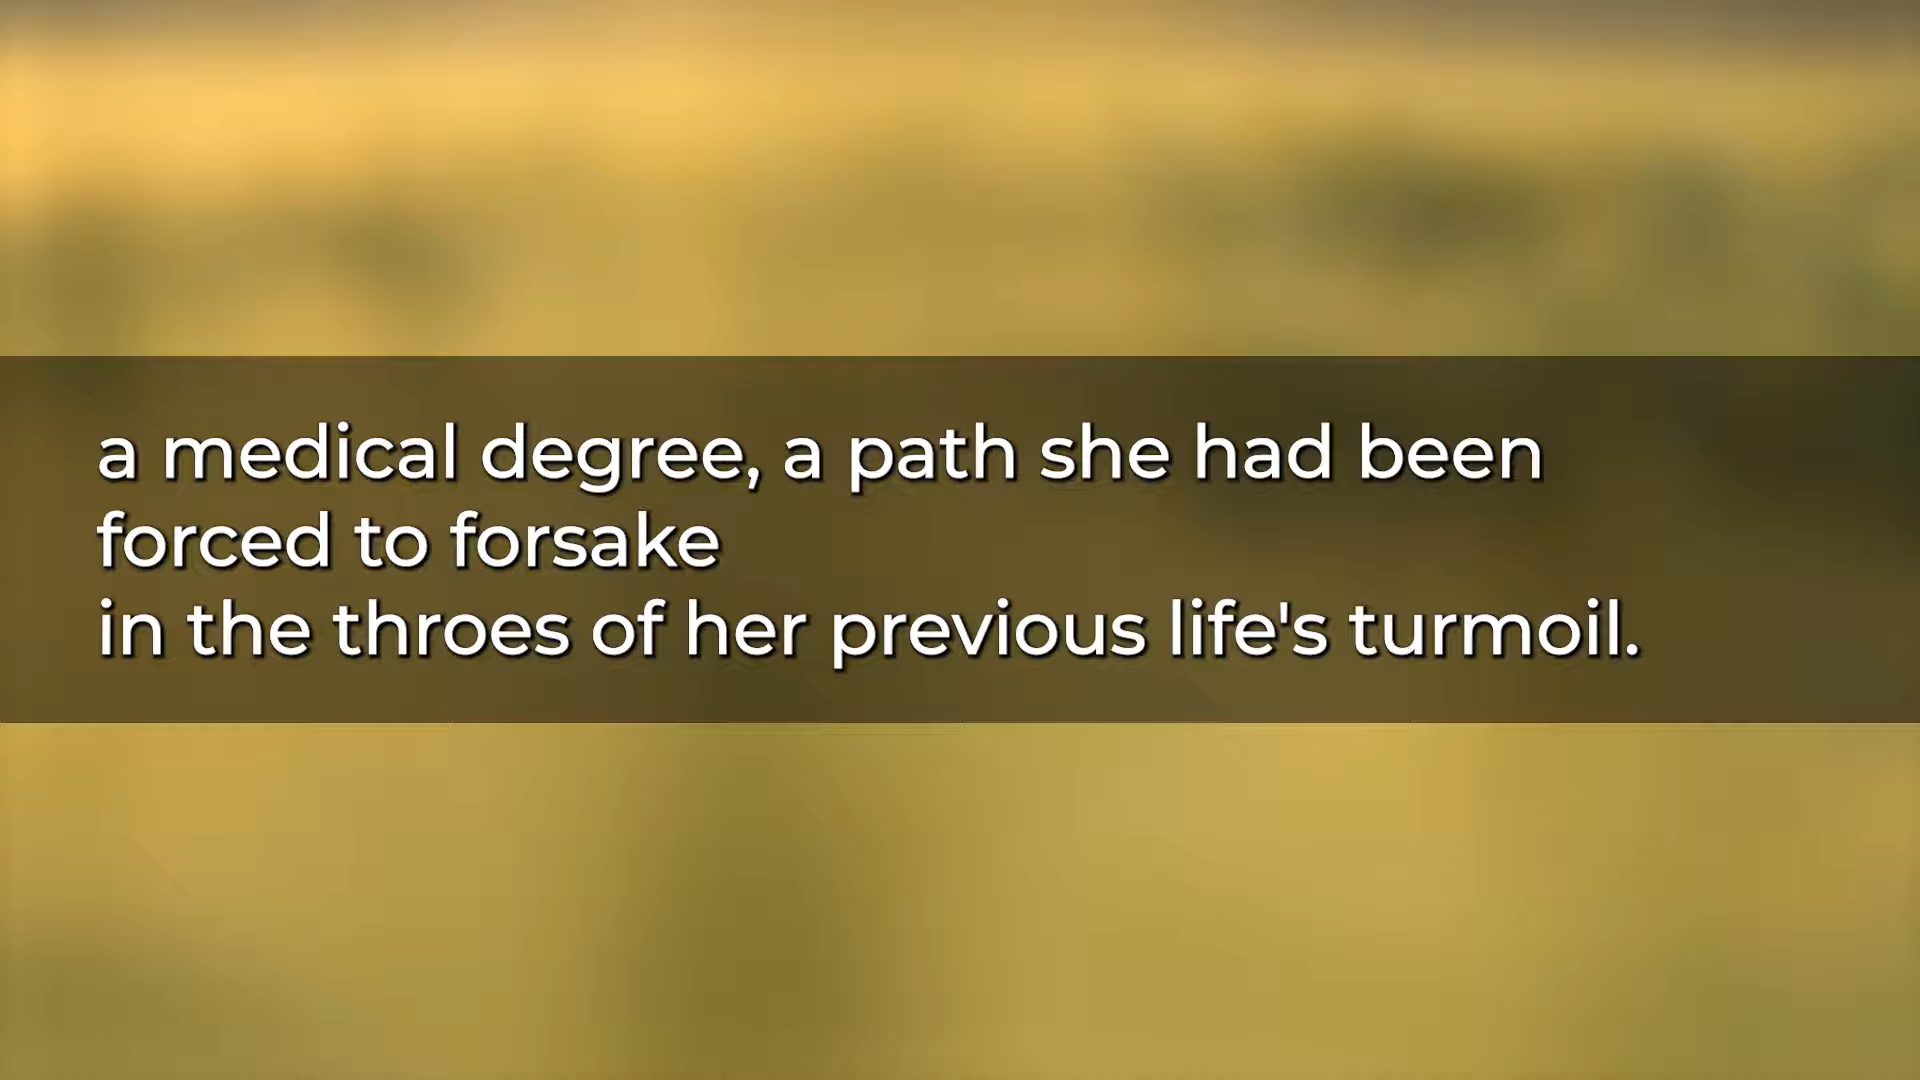 a medical degree, a path she had been
forced to forsake
in the throes of her previous life's turmoil.